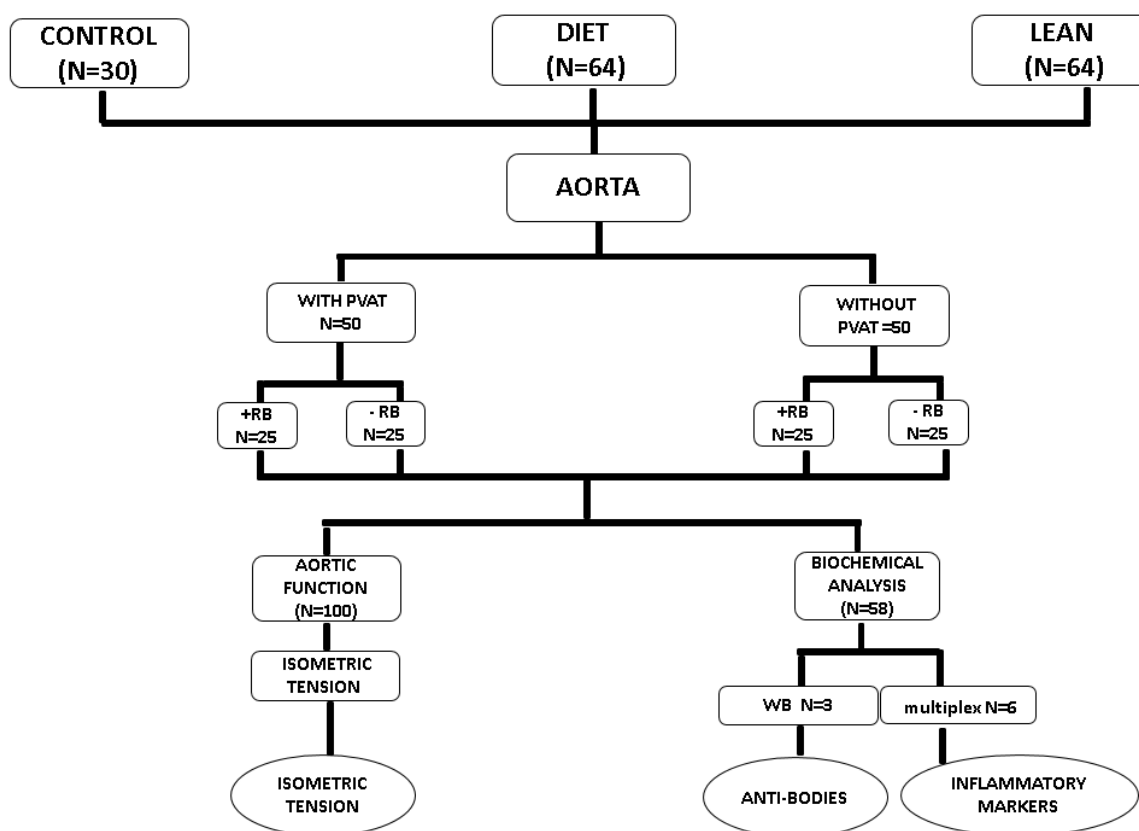 CONTROL
(N=30)
DIET
(N=64)
LEAN
(N=64)
AORTA
WITH PVAT
N=50
WITHOUT
PVAT =50
+RB
N=25
- RB
N=25
+RB
N=25
- RB
N=25
AORTIC
FUNCTION
(N=100)
BIOCHEMICAL
ANALYSIS
(N=58)
ISOMETRIC
TENSION
WB N=3
multiplex N=6
ISOMETRIC
TENSION
ANTI-BODIES
INFLAMMATORY
MARKERS